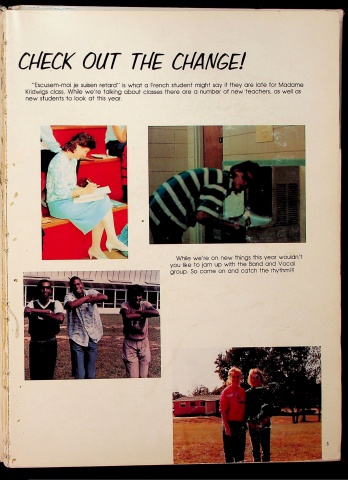 CHECK OUT THE CHANGE!
"Escusem-moi je suisen retard" is what a French student might say if they are late for Madame
Kridwigs class. While we're talking about classes there are a number of new teachers, as well as
new students to look at this year.
While we're on new things this year wouldn't
you like to jam up with the Band and Vocal
group. So come on and catch the rhythm!!!
5